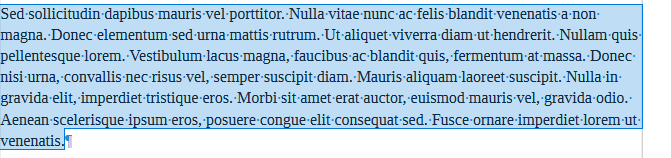 Sed sollicitudin dapibus mauris vel porttitor. Nulla vitae nunc ac felis blandit venenatis a non
magna. Donec elementum sed urna mattis rutrum. Ut aliquet viverra diam ut hendrerit. Nullam quis
pellentesque lorem. Vestibulum lacus magna, faucibus ac blandit quis, fermentum at massa. Donec
nisi urna, convallis nec risus vel, semper suscipit diam. Mauris aliquam laoreet suscipit. Nulla in
gravida elit, imperdiet tristique eros. Morbi sit amet erat auctor, euismod mauris vel, gravida odio.
Aenean scelerisque ipsum eros, posuere congue elit consequat sed. Fusce ornare imperdiet lorem ut
venenatis.¶